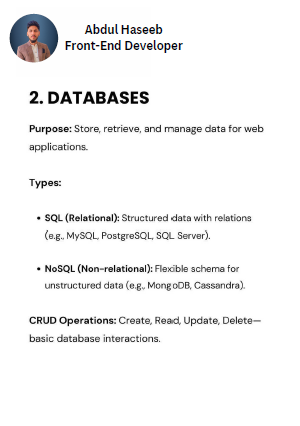 Abdul Haseeb
Front-End Developer
2. DATABASES
Purpose: Store, retrieve, and manage data for web
applications.
Types:
• SQL (Relational): Structured data with relations
(e.g., MySQL, PostgreSQL, SQL Server).
• NoSQL (Non-relational): Flexible schema for
unstructured data (e.g., MongoDB, Cassandra).
CRUD Operations: Create, Read, Update, Delete—
basic database interactions.